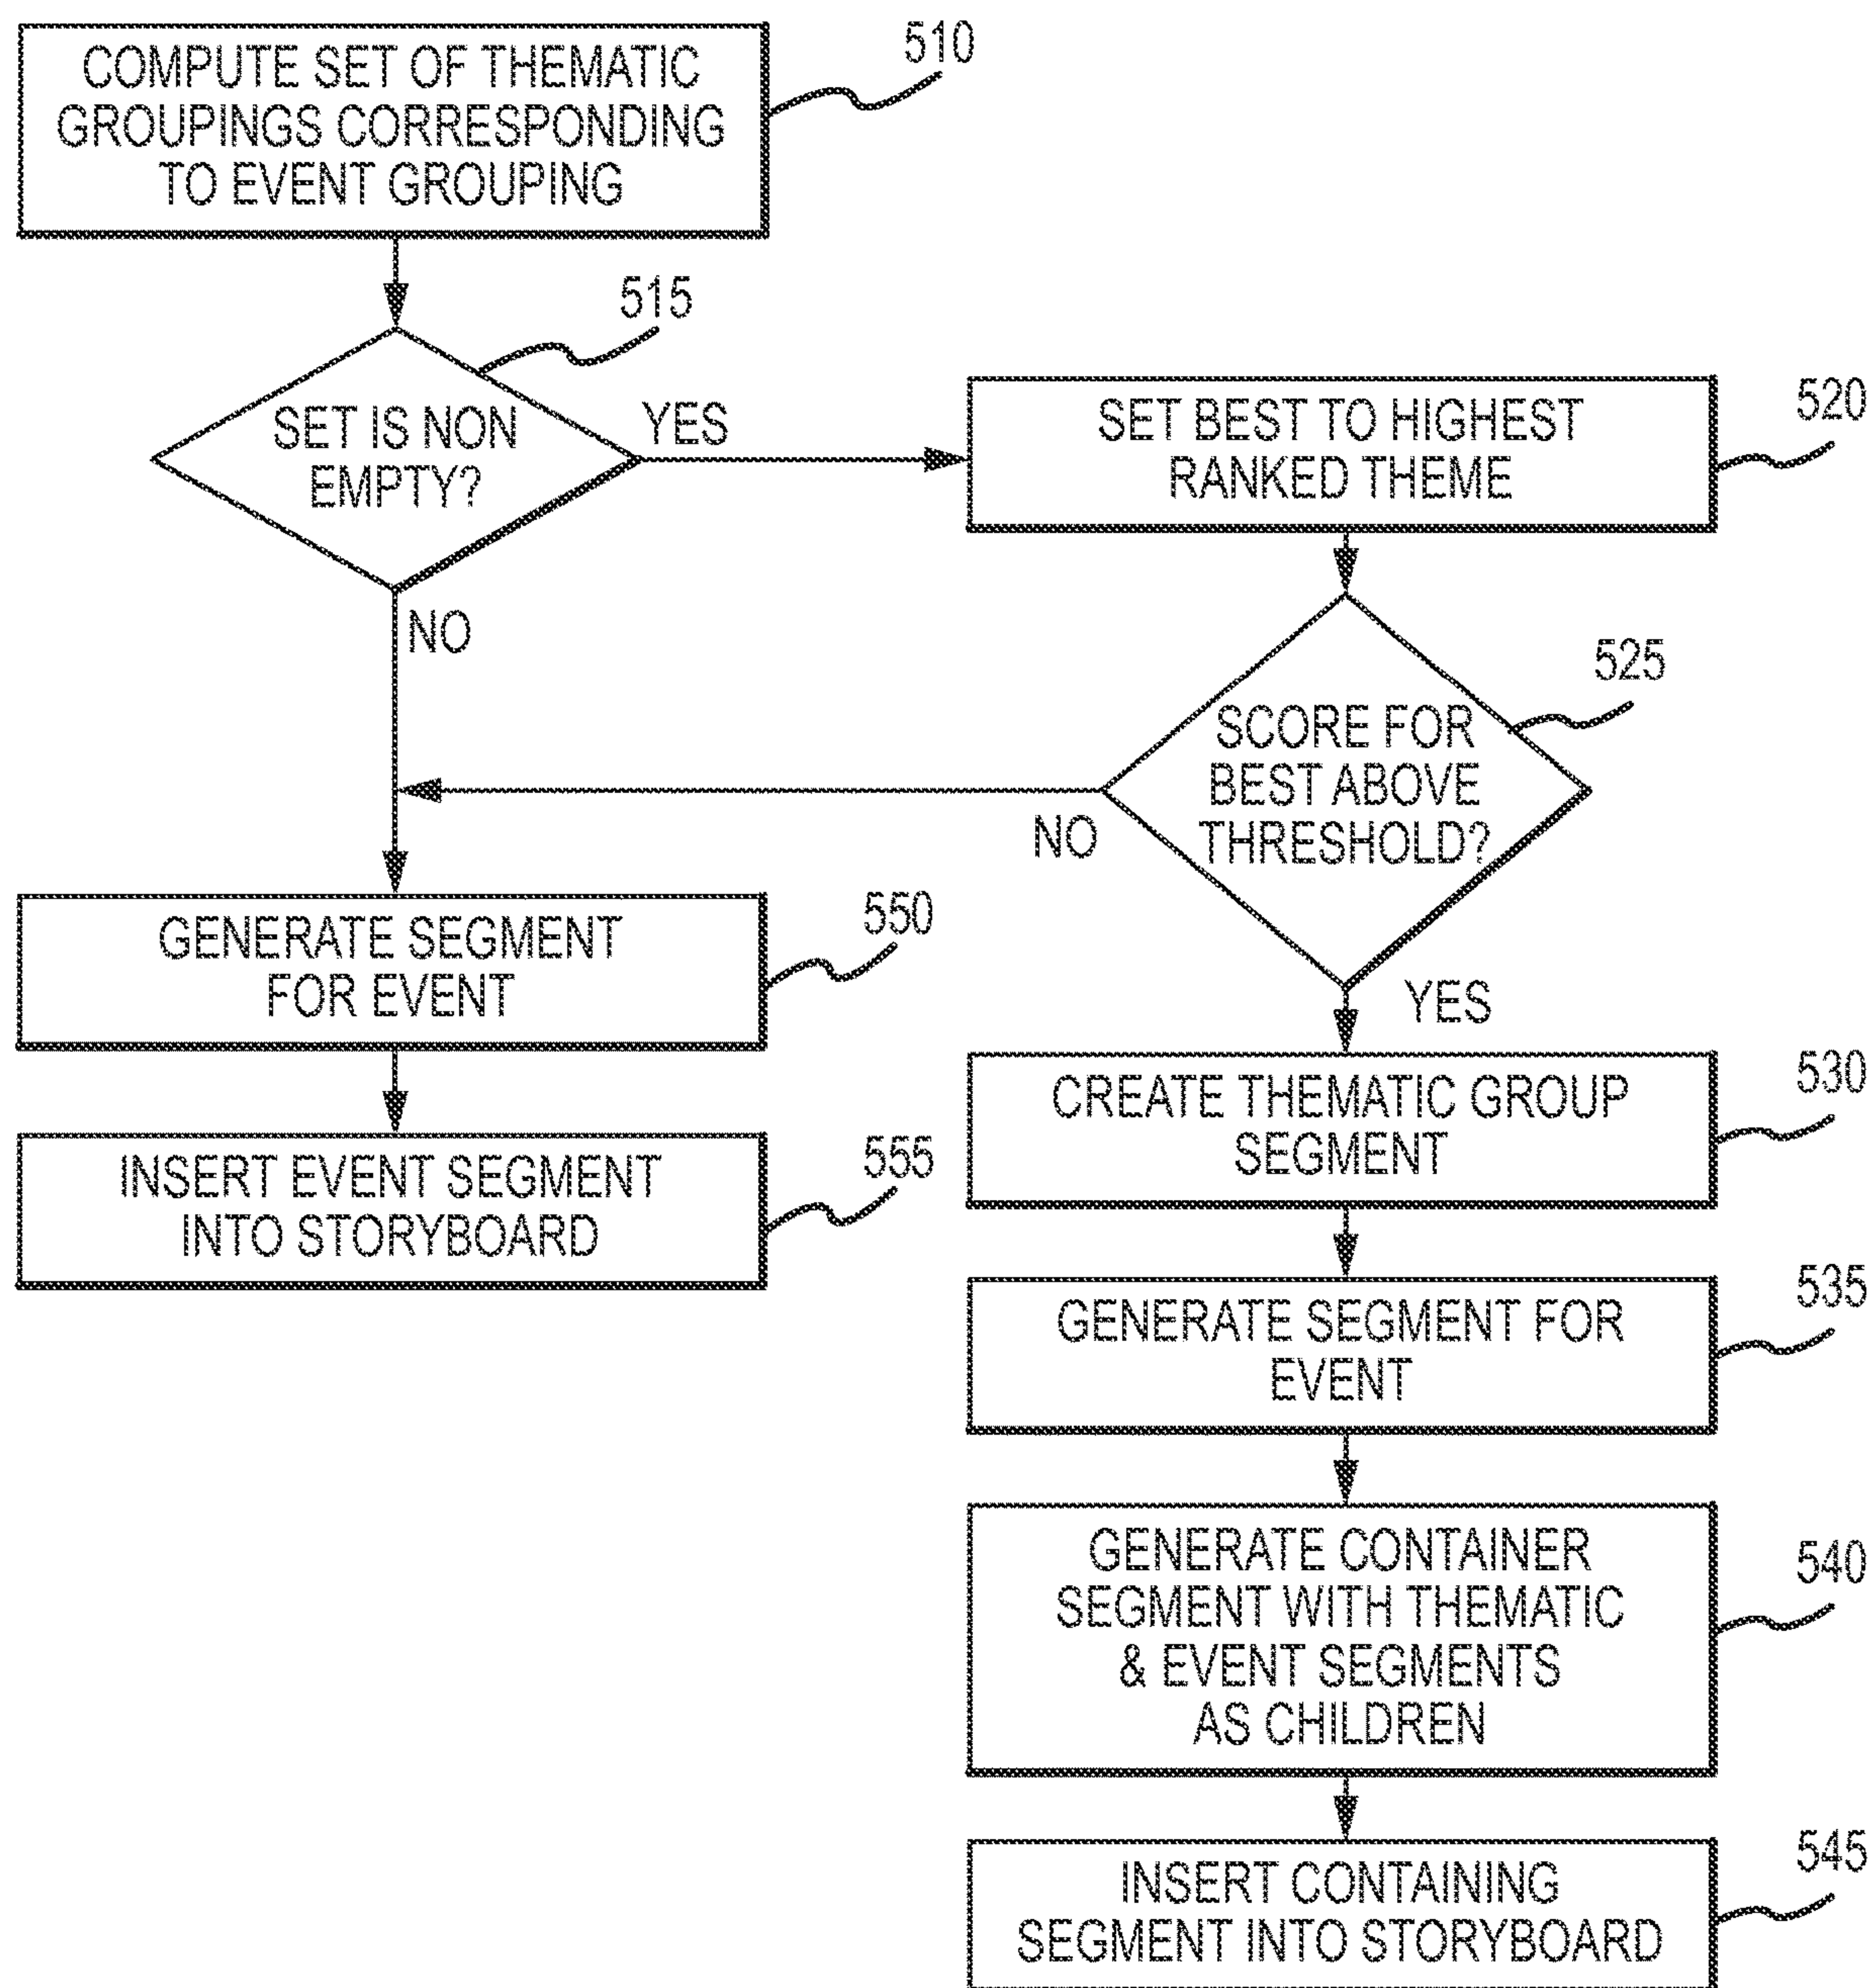 COMPUTE SET OF THEMATIC
GROUPINGS CORRESPONDING
TO EVENT GROUPING
510
515
SET IS NON
EMPTY?
YES
NO
SET BEST TO HIGHEST
RANKED THEME
520
525
SCORE FOR
BEST ABOVE
THRESHOLD?
NO
YES
GENERATE SEGMENT
FOR EVENT
550
INSERT EVENT SEGMENT
INTO STORYBOARD
555
CREATE THEMATIC GROUP
SEGMENT
530
GENERATE SEGMENT FOR
EVENT
535
GENERATE CONTAINER
SEGMENT WITH THEMATIC
& EVENT SEGMENTS
AS CHILDREN
540
INSERT CONTAINING
SEGMENT INTO STORYBOARD
545